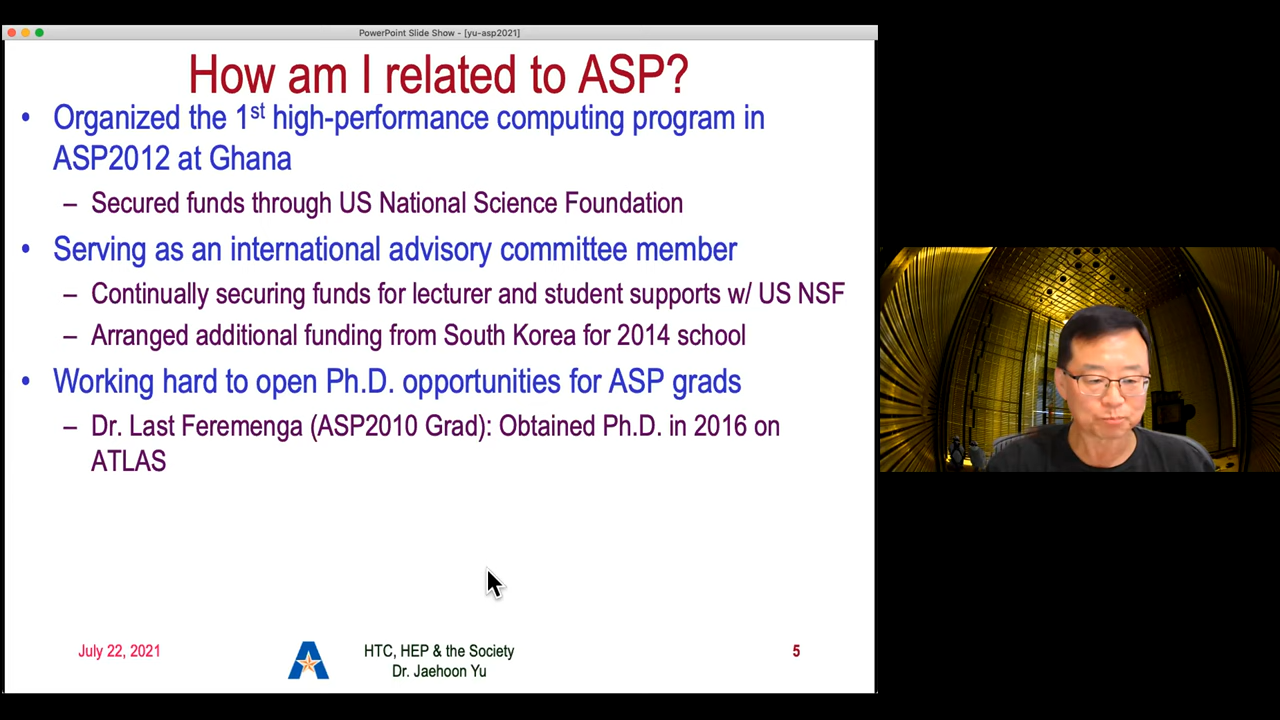 PowerPoint Slide Show - [yu-asp2021]
How am I related to ASP?
• Organized the 1st high-performance computing program in
ASP2012 at Ghana
– Secured funds through US National Science Foundation
• Serving as an international advisory committee member
– Continually securing funds for lecturer and student supports w/ US NSF
– Arranged additional funding from South Korea for 2014 school
• Working hard to open Ph.D. opportunities for ASP grads
– Dr. Last Feremenga (ASP2010 Grad): Obtained Ph.D. in 2016 on
ATLAS
July 22, 2021
HTC, HEP & the Society
Dr. Jaehoon Yu
5